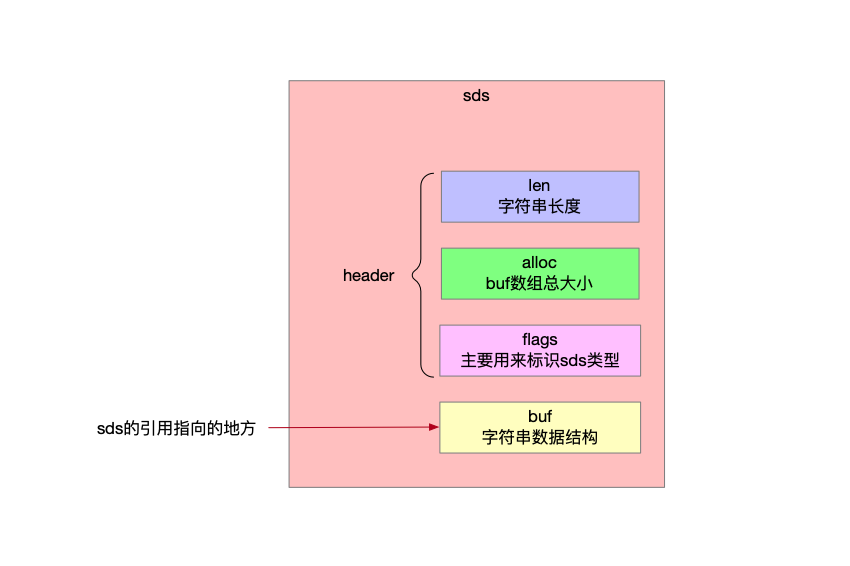 sds
len
字符串长度
alloc
buf数组总大小
header
flags
主要用来标识sds类型
buf
字符串数据结构
sds的引用指向的地方